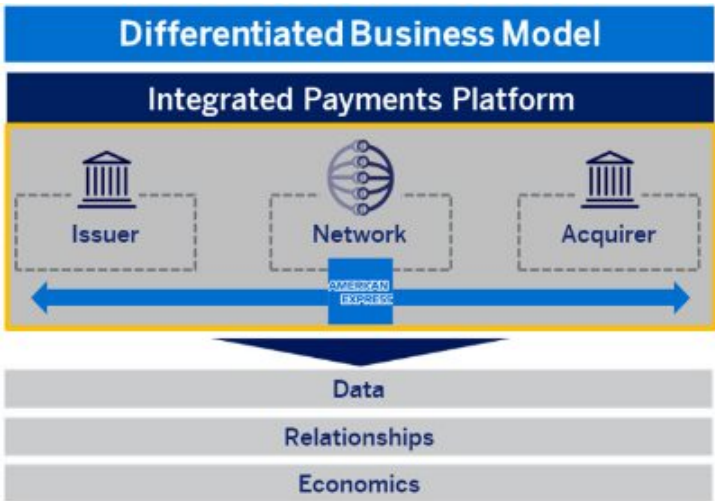 Differentiated Business Model
Integrated Payments Platform
Issuer
Network
Acquirer
AMERICAN
EXPRESS
Data
Relationships
Economics